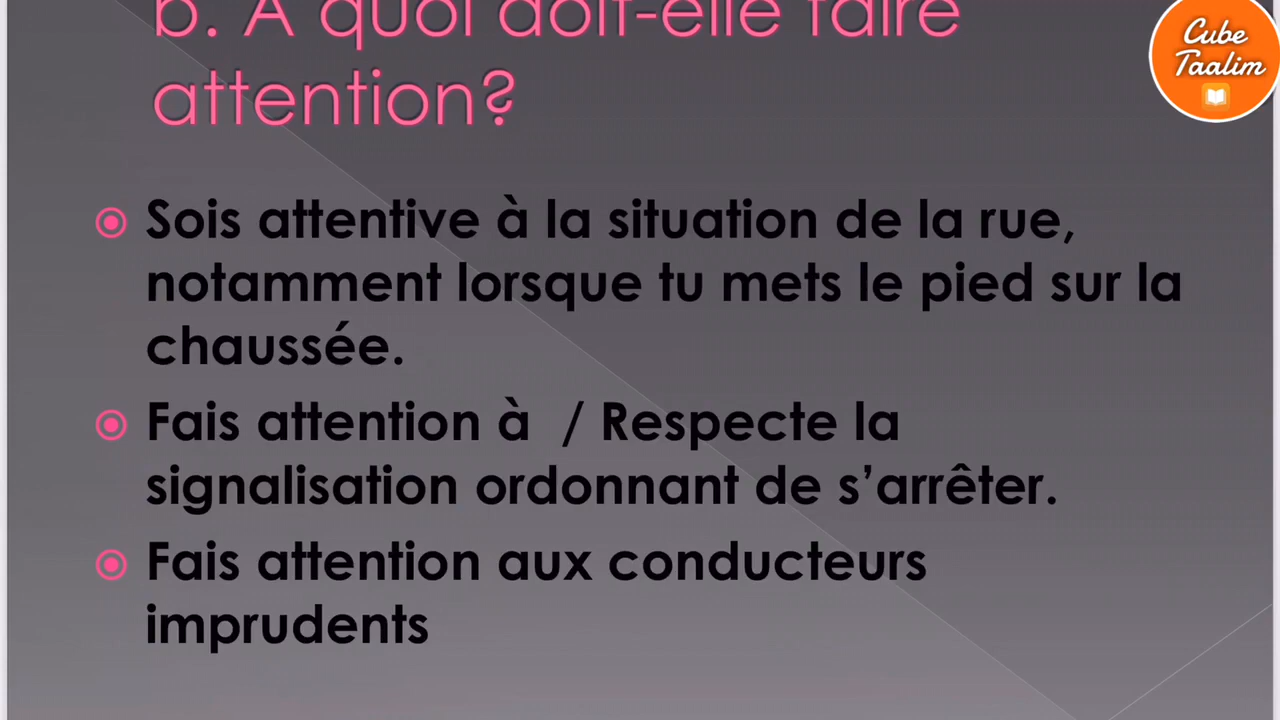 b. A quoi doit-elle faire
attention?
Cube
Taalim
Sois attentive à la situation de la rue,
notamment lorsque tu mets le pied sur la
chaussée.
Fais attention à / Respecte la
signalisation ordonnant de s’arrêter.
Fais attention aux conducteurs
imprudents